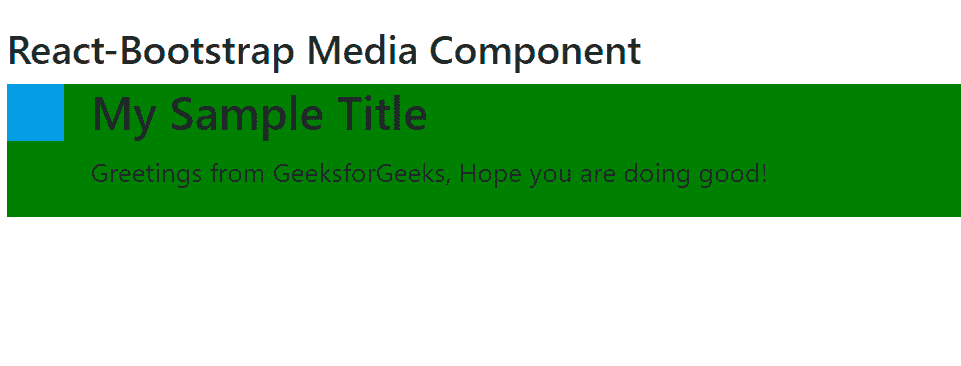 React-Bootstrap Media Component
My Sample Title
Greetings from GeeksforGeeks, Hope you are doing good!